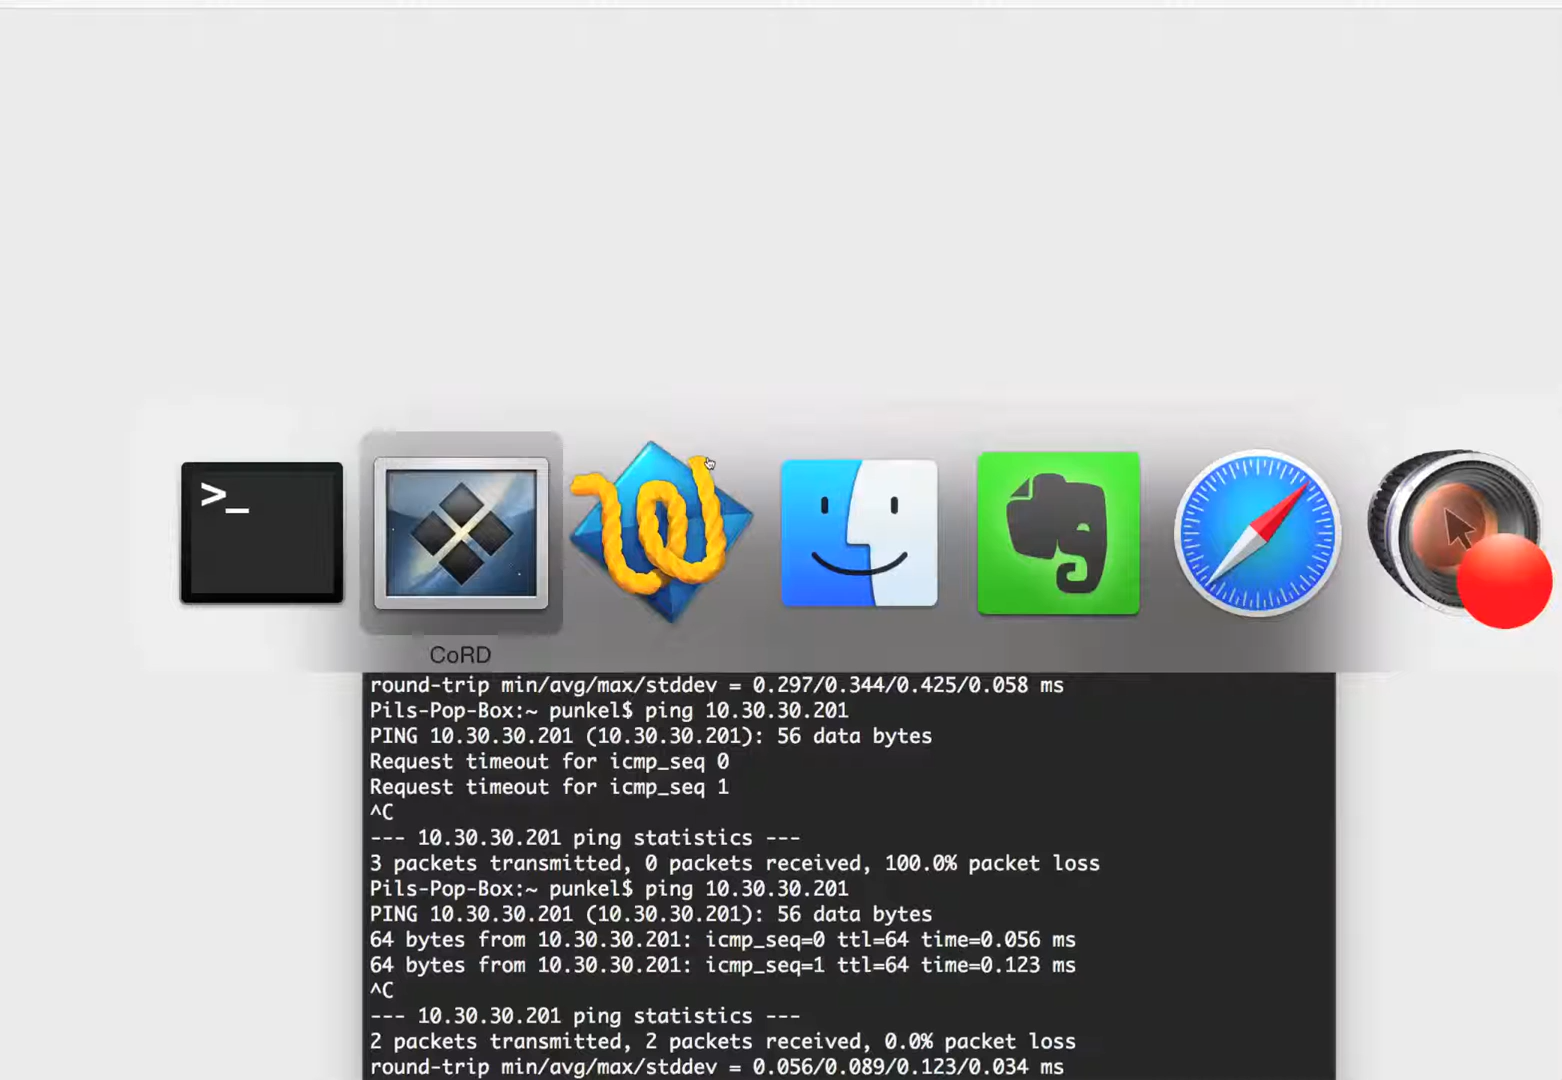 >_
CoRD
round-trip min/avg/max/stddev = 0.297/0.344/0.425/0.058 ms
Pils-Pop-Box:~ punkel$ ping 10.30.30.201
PING 10.30.30.201 (10.30.30.201): 56 data bytes
Request timeout for icmp_seq 0
Request timeout for icmp_seq 1
^C
--- 10.30.30.201 ping statistics ---
3 packets transmitted, 0 packets received, 100.0% packet loss
Pils-Pop-Box:~ punkel$ ping 10.30.30.201
PING 10.30.30.201 (10.30.30.201): 56 data bytes
64 bytes from 10.30.30.201: icmp_seq=0 ttl=64 time=0.056 ms
64 bytes from 10.30.30.201: icmp_seq=1 ttl=64 time=0.123 ms
^C
--- 10.30.30.201 ping statistics ---
2 packets transmitted, 2 packets received, 0.0% packet loss
round-trip min/avg/max/stddev = 0.056/0.089/0.123/0.034 ms